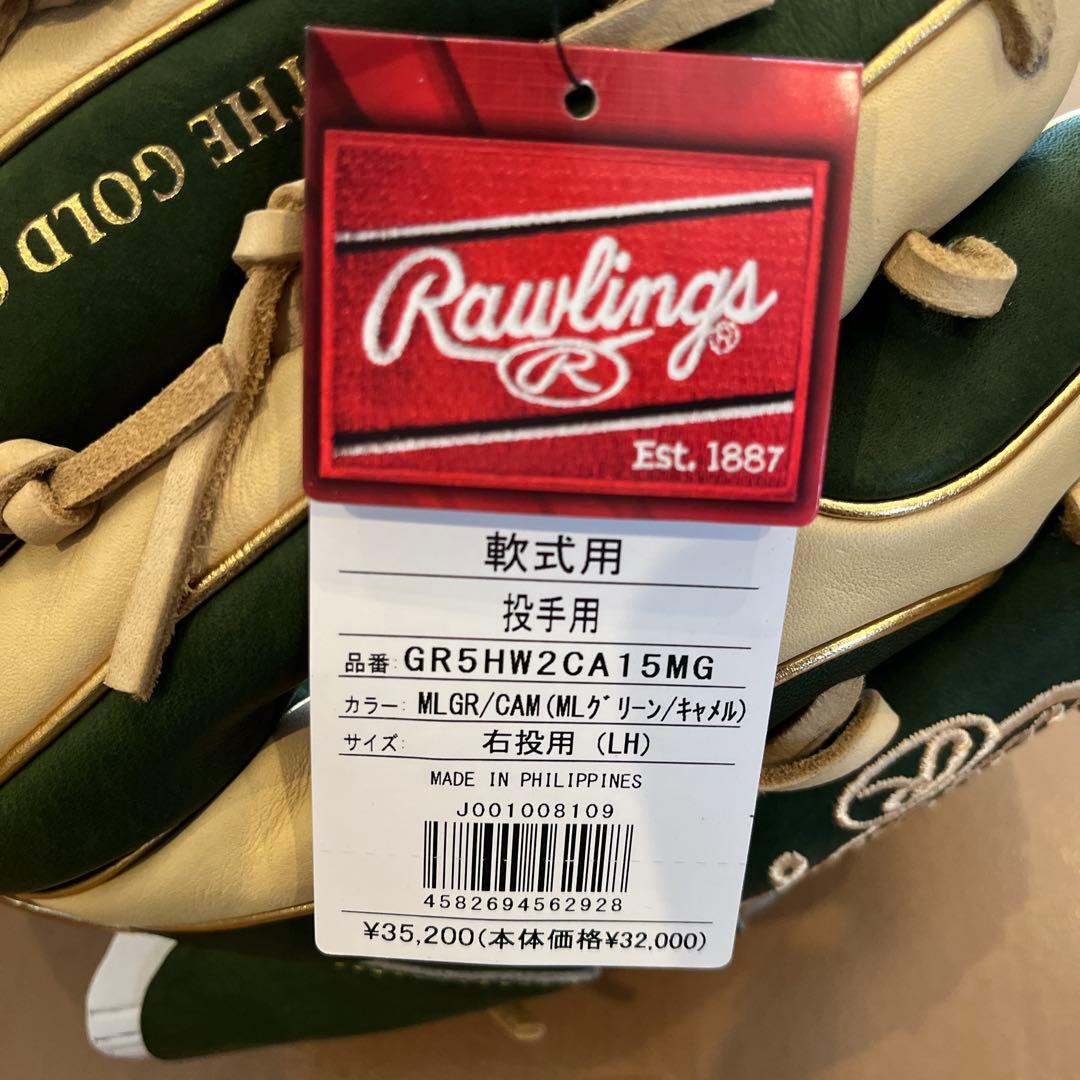 THE GOLD
Rawlings
R
Est. 1887
軟式用
投手用
品番: GR5HW2CA15MG
カラー: MLGR/CAM(MLグリーン/キャメル)
サイズ: 右投用 (LH)
MADE IN PHILIPPINES
J001008109
4582694562928
¥35,200(本体価格¥32,000)